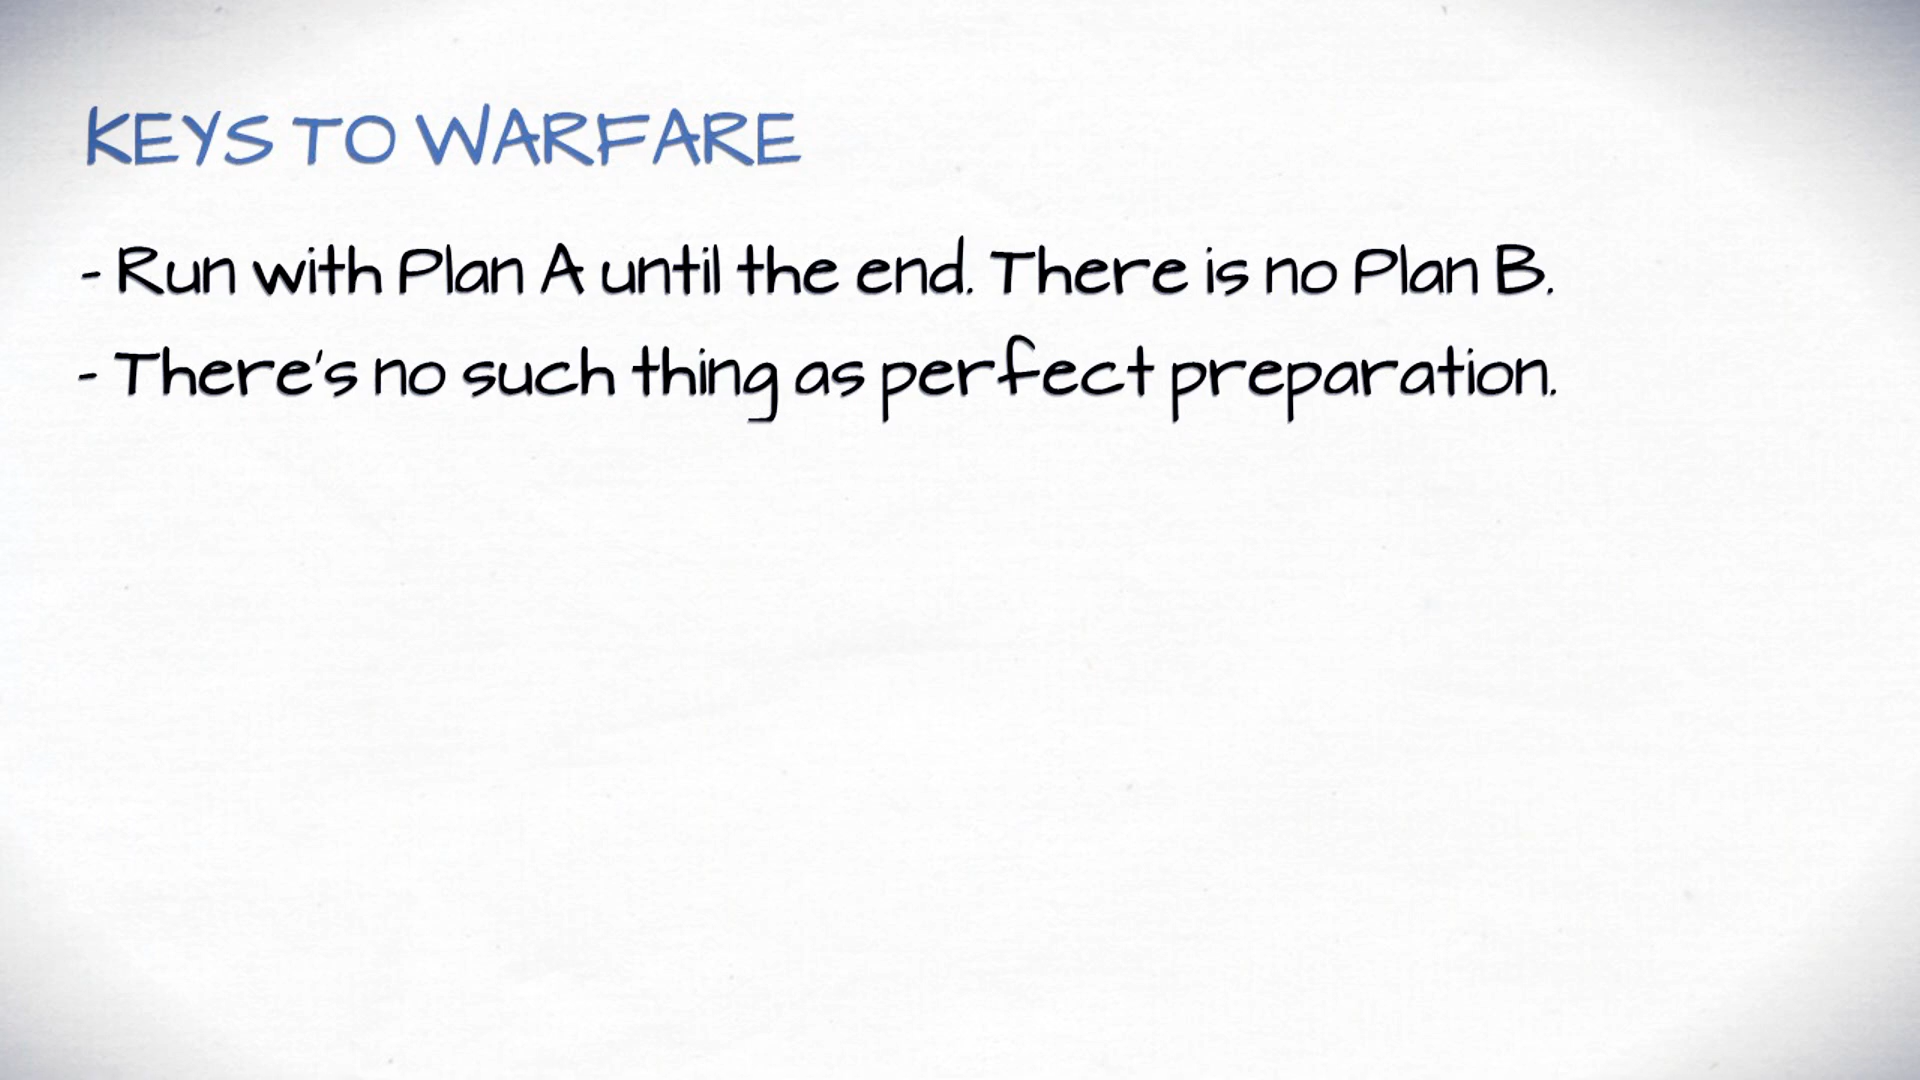 KEYS TO WARFARE
- Run with Plan A until the end. There is no Plan B.
- There's no such thing as perfect preparation.